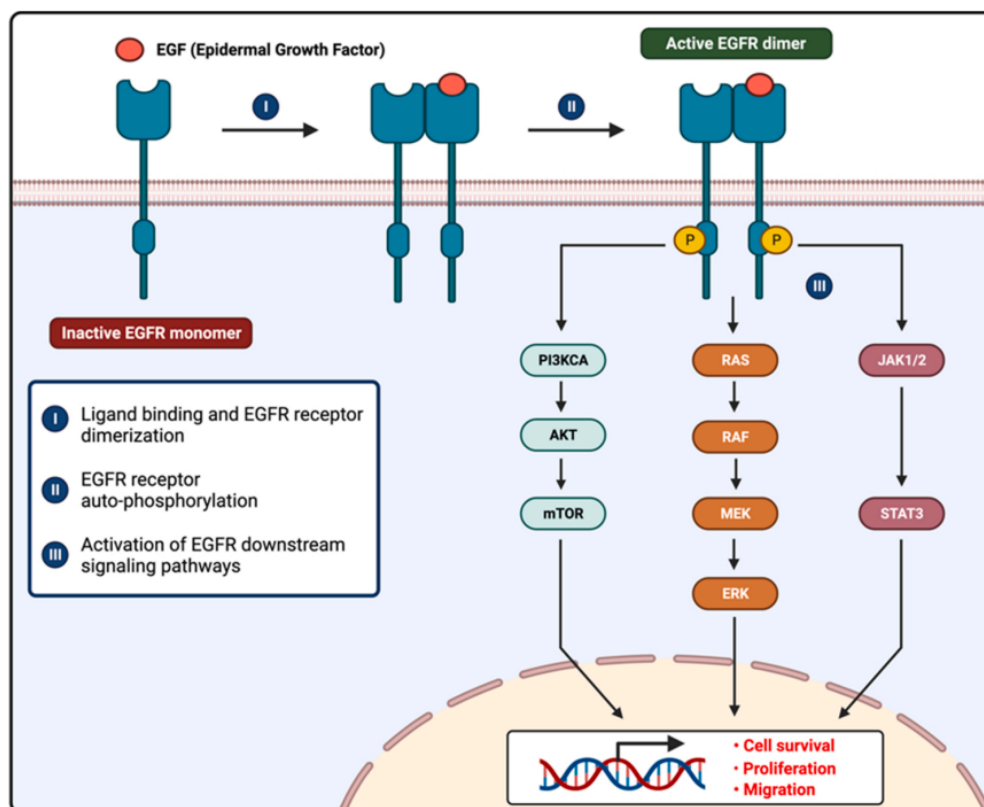 EGF (Epidermal Growth Factor)
Active EGFR dimer
I
II
P
P
III
Inactive EGFR monomer
I Ligand binding and EGFR receptor
dimerization
II EGFR receptor
auto-phosphorylation
III Activation of EGFR downstream
signaling pathways
PI3KCA
RAS
JAK1/2
AKT
RAF
mTOR
MEK
STAT3
ERK
• Cell survival
• Proliferation
• Migration